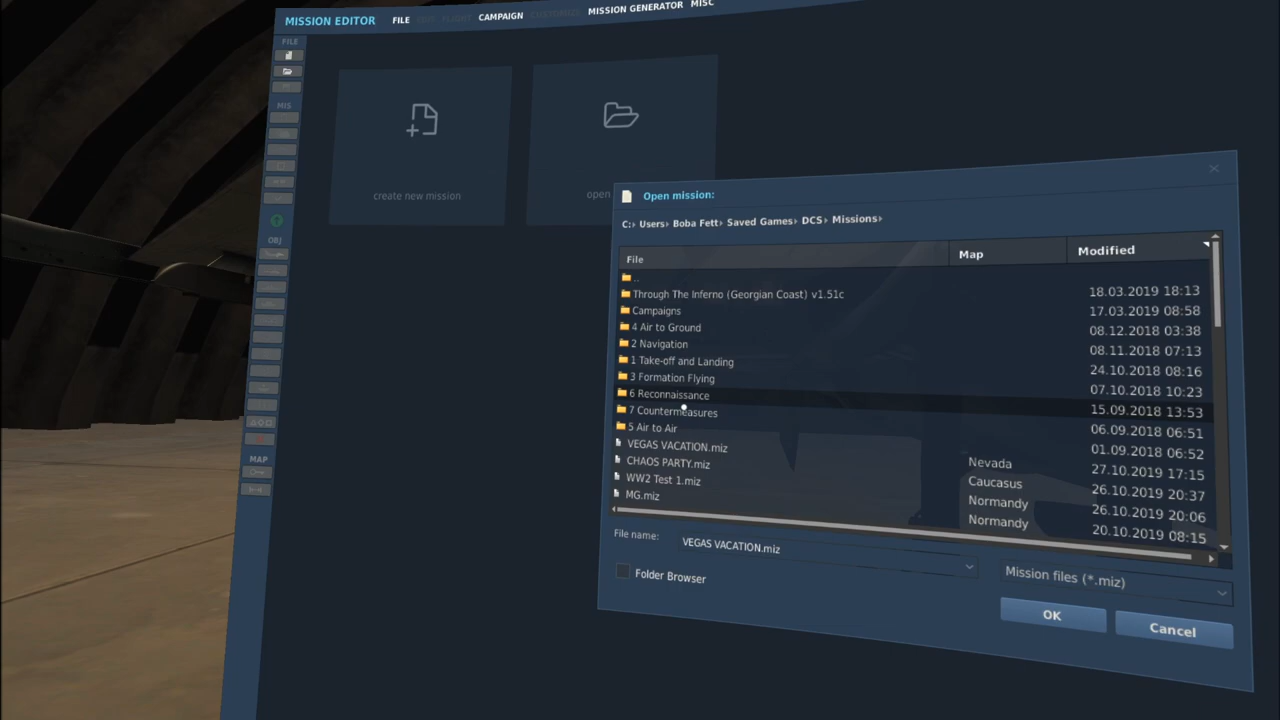 MISSION EDITOR FILE CAMPAIGN CUSTOMIZE MISSION GENERATOR MISC
FILE
MIS
OBJ
MAP
create new mission
open
Open mission:
C: Users Boba Fett Saved Games DCS Missions
File Map Modified
..
Through The Inferno (Georgian Coast) v1.51c 18.03.2019 18:13
Campaigns 17.03.2019 08:58
4 Air to Ground 08.12.2018 03:38
2 Navigation 08.11.2018 07:13
1 Take-off and Landing 24.10.2018 08:16
3 Formation Flying 07.10.2018 10:23
6 Reconnaissance 15.09.2018 13:53
7 Countermeasures 06.09.2018 06:51
5 Air to Air 01.09.2018 06:52
VEGAS VACATION.miz Nevada 27.10.2019 17:15
CHAOS PARTY.miz Caucasus 26.10.2019 20:37
WW2 Test 1.miz Normandy 26.10.2019 20:06
MG.miz Normandy 20.10.2019 08:15
File name: VEGAS VACATION.miz Mission files (*.miz)
Folder Browser
OK Cancel